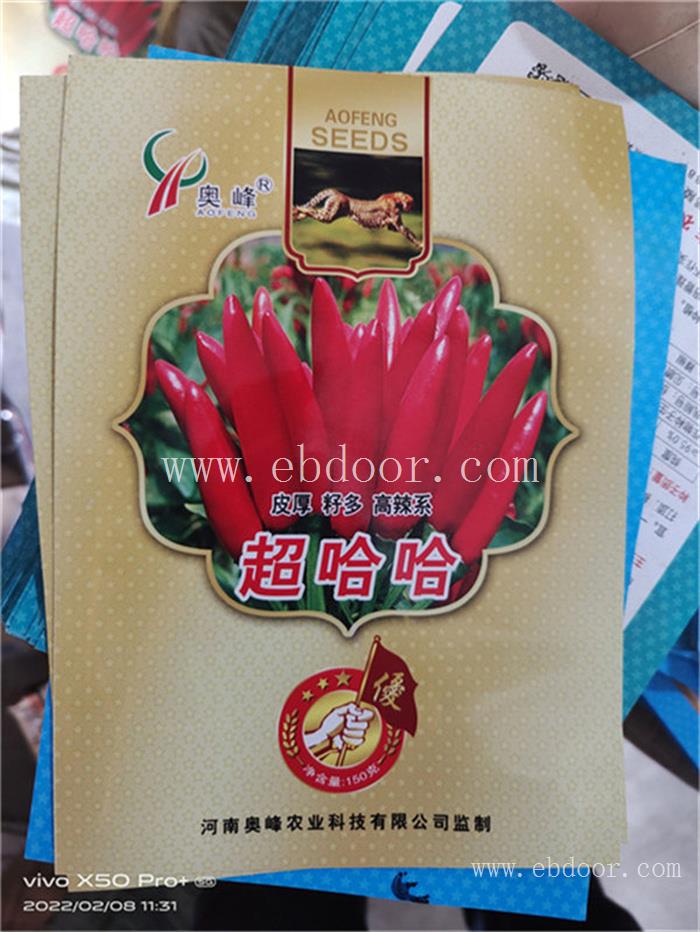 AOFENG
SEEDS
奥峰®
AOFENG
www.ebdoor.com
皮厚 籽多 高辣系
超哈哈
優
净含量:150克
河南奥峰农业科技有限公司监制
www.ebdoor.com
vivo X50 Pro+ 5G
2022/02/08 11:31